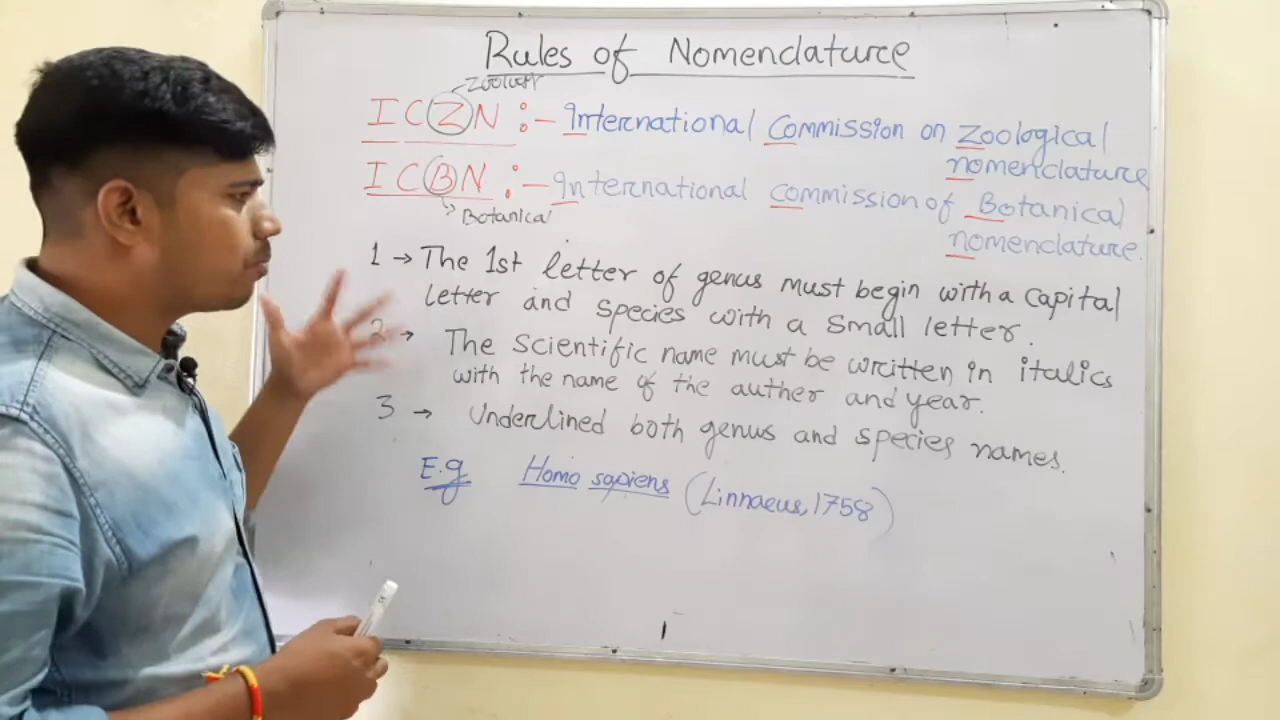 Rules of Nomenclature
ICZN :- International Commission on Zoological
nomenclature
ICBN :- International commission of Botanical
Botanical
nomenclature.
1 → The 1st letter of genus must begin with a capital
letter and species with a small letter.
2 → The scientific name must be written in italics
with the name of the auther and year.
3 → Underlined both genus and species names.
E.g Homo sapiens (Linnaeus, 1758)